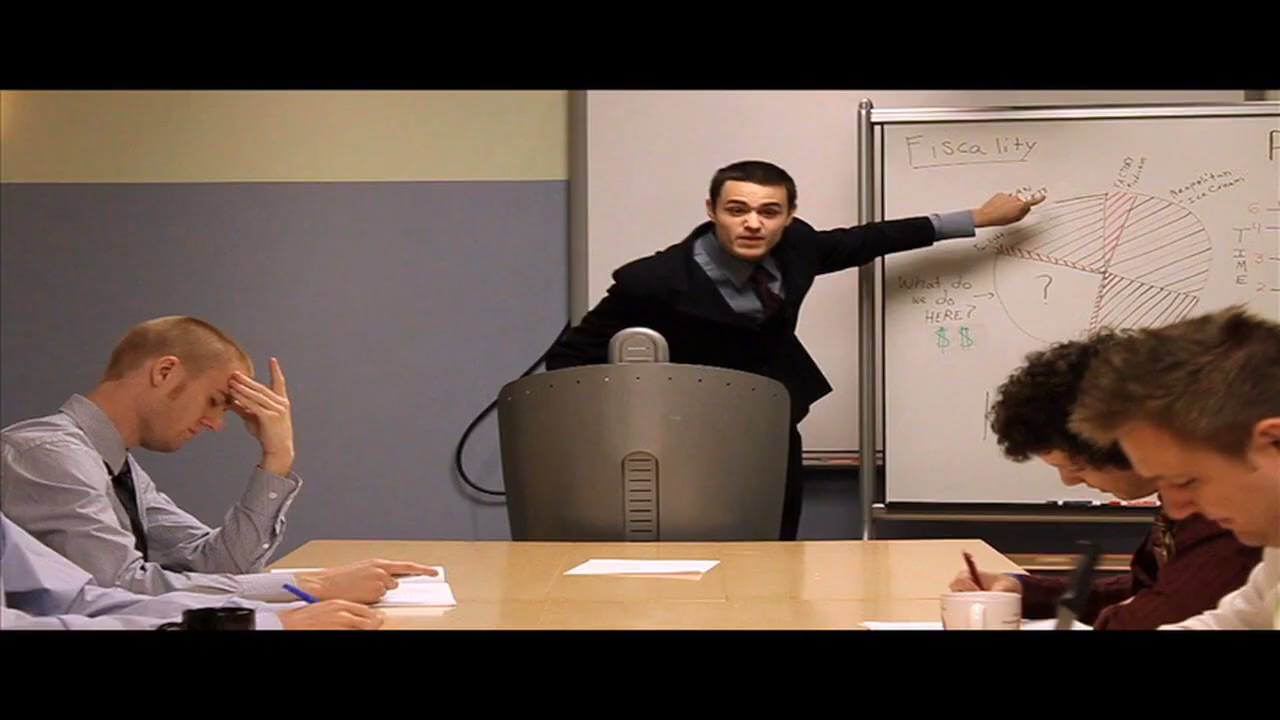 Fiscality
Neapolitan
Ice Cream
What do
we do
HERE?
$ $
?
T
I
M
E
6
4
3
2